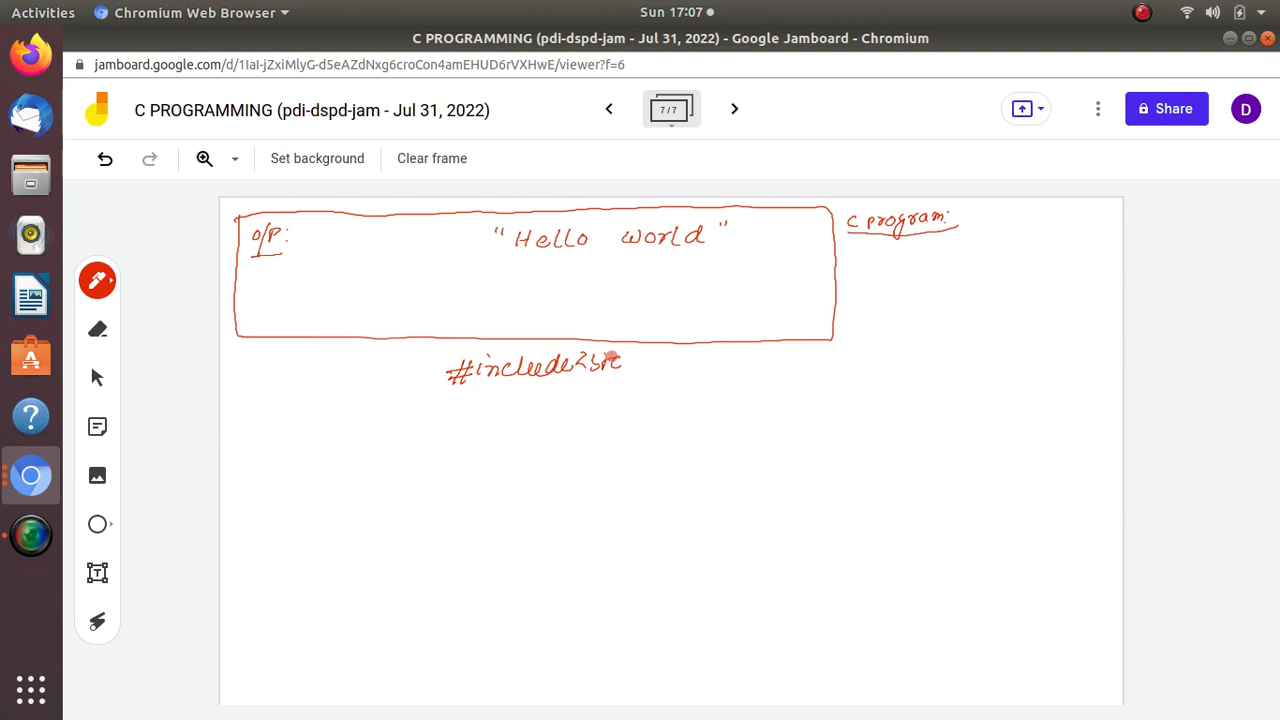 Activities Chromium Web Browser Sun 17:07
C PROGRAMMING (pdi-dspd-jam - Jul 31, 2022) - Google Jamboard - Chromium
jamboard.google.com/d/1IaI-jZxiMlyG-d5eAZdNxg6croCon4amEHUD6rVXHwE/viewer?f=6
C PROGRAMMING (pdi-dspd-jam - Jul 31, 2022) 7/7 Share D
Set background Clear frame
O/P: "Hello world" C program:
#include<st